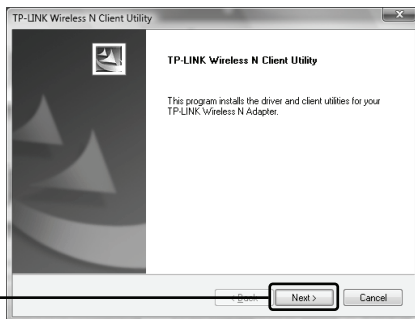 TP-LINK Wireless N Client Utility
TP-LINK Wireless N Client Utility
This program installs the driver and client utilities for your
TP-LINK Wireless N Adapter.
< Back
Next >
Cancel